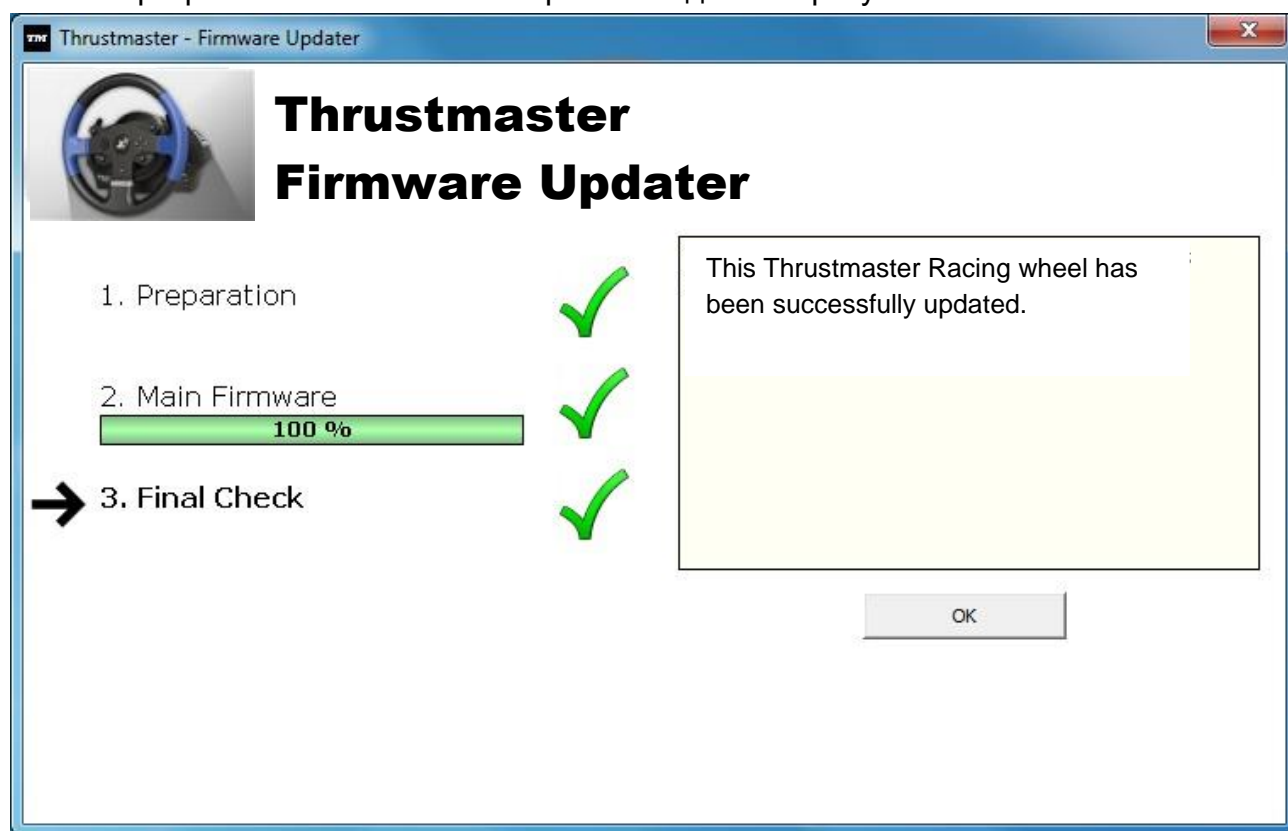 Thrustmaster - Firmware Updater
Thrustmaster
Firmware Updater
1. Preparation
This Thrustmaster Racing wheel has
been successfully updated.
2. Main Firmware
100 %
3. Final Check
OK